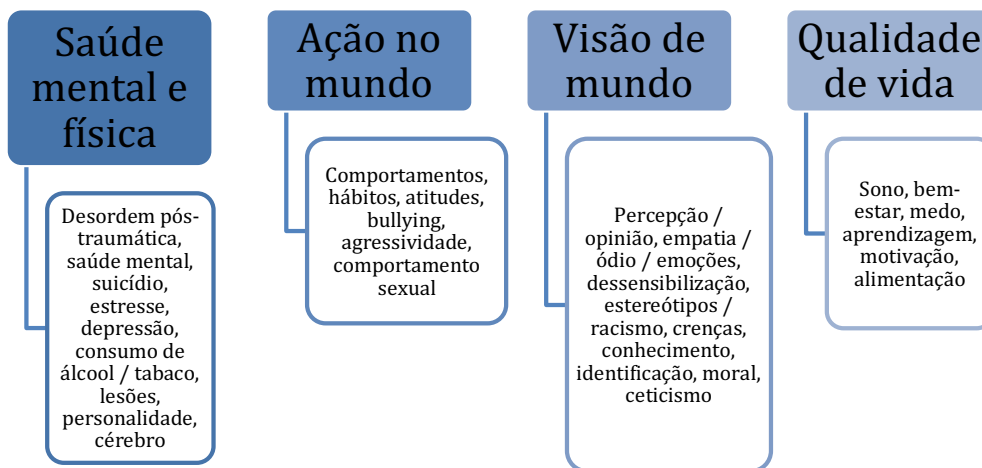 Saúde
mental e
física
Desordem pós-
traumática,
saúde mental,
suicídio,
estresse,
depressão,
consumo de
álcool / tabaco,
lesões,
personalidade,
cérebro
Ação no
mundo
Comportamentos,
hábitos, atitudes,
bullying,
agressividade,
comportamento
sexual
Visão de
mundo
Percepção /
opinião, empatia /
ódio / emoções,
dessensibilização,
estereótipos /
racismo, crenças,
conhecimento,
identificação, moral,
ceticismo
Qualidade
de vida
Sono, bem-
estar, medo,
aprendizagem,
motivação,
alimentação